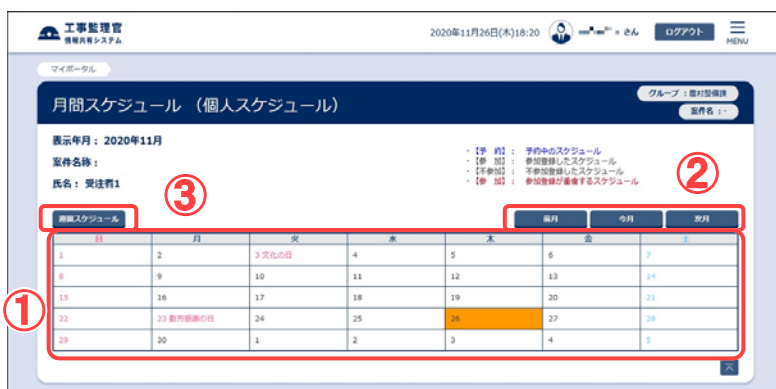 工事監理官
情報共有システム
2020年11月26日(木)18:20
さん
ログアウト
MENU
マイポータル
月間スケジュール （個人スケジュール）
グループ：農村整備課
案件名：-
表示年月： 2020年11月
案件名称：
氏名： 受注者1
・【予　約】： 予約中のスケジュール
・【参　加】： 参加登録したスケジュール
・【不参加】： 不参加登録したスケジュール
・【参　加】： 参加登録が重複するスケジュール
③
②
週間スケジュール
前月 今月 次月
①
日 月 火 水 木 金 土
1 2 3 文化の日 4 5 6 7
8 9 10 11 12 13 14
15 16 17 18 19 20 21
22 23 勤労感謝の日 24 25 26 27 28
29 30 1 2 3 4 5